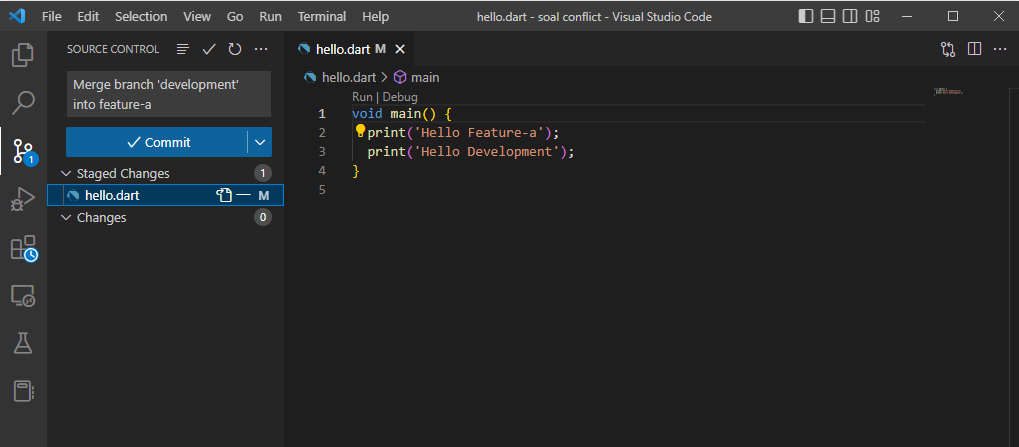 File Edit Selection View Go Run Terminal Help hello.dart - soal conflict - Visual Studio Code
SOURCE CONTROL
Merge branch 'development'
into feature-a
Commit
Staged Changes 1
hello.dart M
Changes 0
1
hello.dart M
hello.dart > main
Run | Debug
1 void main() {
2 print('Hello Feature-a');
3 print('Hello Development');
4 }
5